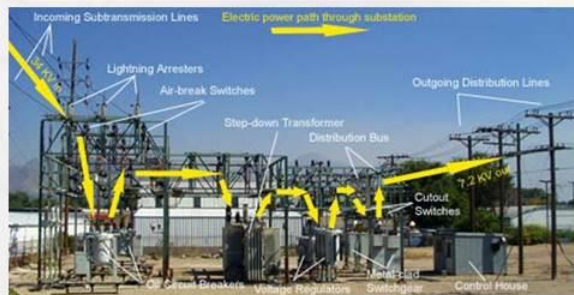 Incoming Subtransmission Lines
Electric power path through substation
34 KV in
Lightning Arresters
Air-break Switches
Outgoing Distribution Lines
Step-down Transformer
Distribution Bus
7.2 KV out
Cutout
Switches
Oil Circuit Breakers
Voltage Regulators
Metal-clad
Switchgear
Control House